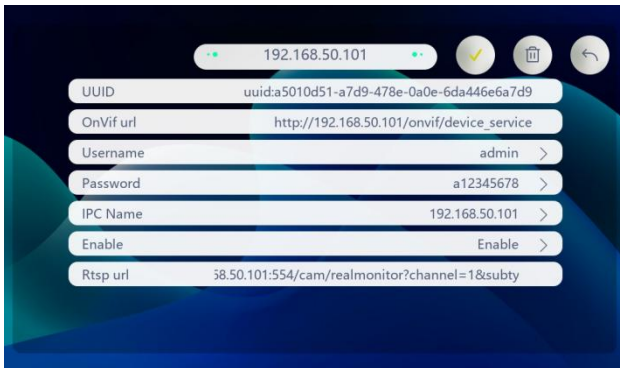 192.168.50.101
UUID uuid:a5010d51-a7d9-478e-0a0e-6da446e6a7d9
OnVif url http://192.168.50.101/onvif/device_service
Username admin
Password a12345678
IPC Name 192.168.50.101
Enable Enable
Rtsp url 58.50.101:554/cam/realmonitor?channel=1&subty